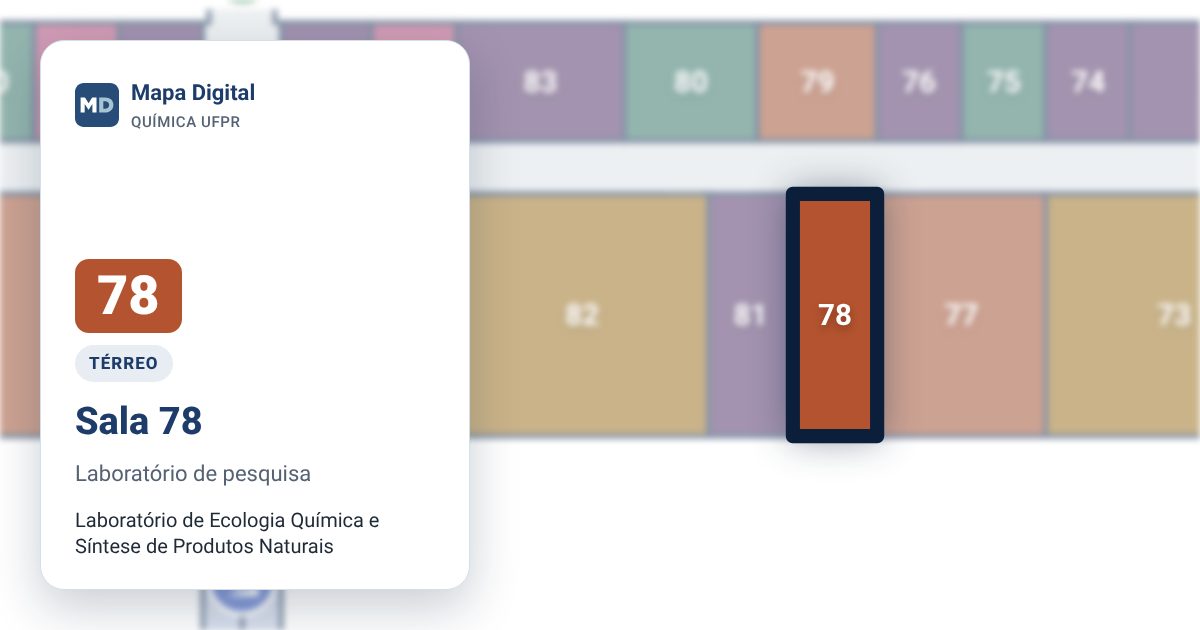 MD
Mapa Digital
QUÍMICA UFPR
78
TÉRREO
Sala 78
Laboratório de pesquisa
Laboratório de Ecologia Química e
Síntese de Produtos Naturais
83
80
79
76
75
74
82
81
78
77
73